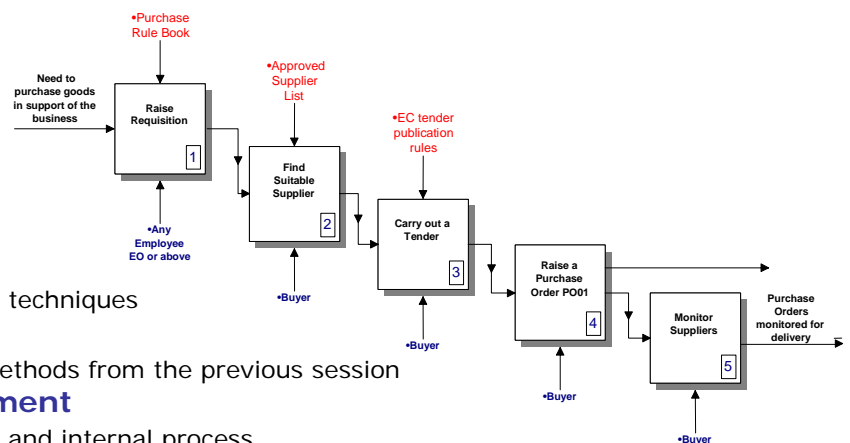 •Purchase
Rule Book
Need to
purchase goods
in support of the
business
Raise
Requisition
1
•Any
Employee
EO or above
•Approved
Supplier
List
Find
Suitable
Supplier
2
•Buyer
•EC tender
publication
rules
Carry out a
Tender
3
•Buyer
Raise a
Purchase
Order PO01
4
•Buyer
Monitor
Suppliers
5
•Buyer
Purchase
Orders
monitored for
delivery
techniques
ethods from the previous session
ment
and internal process